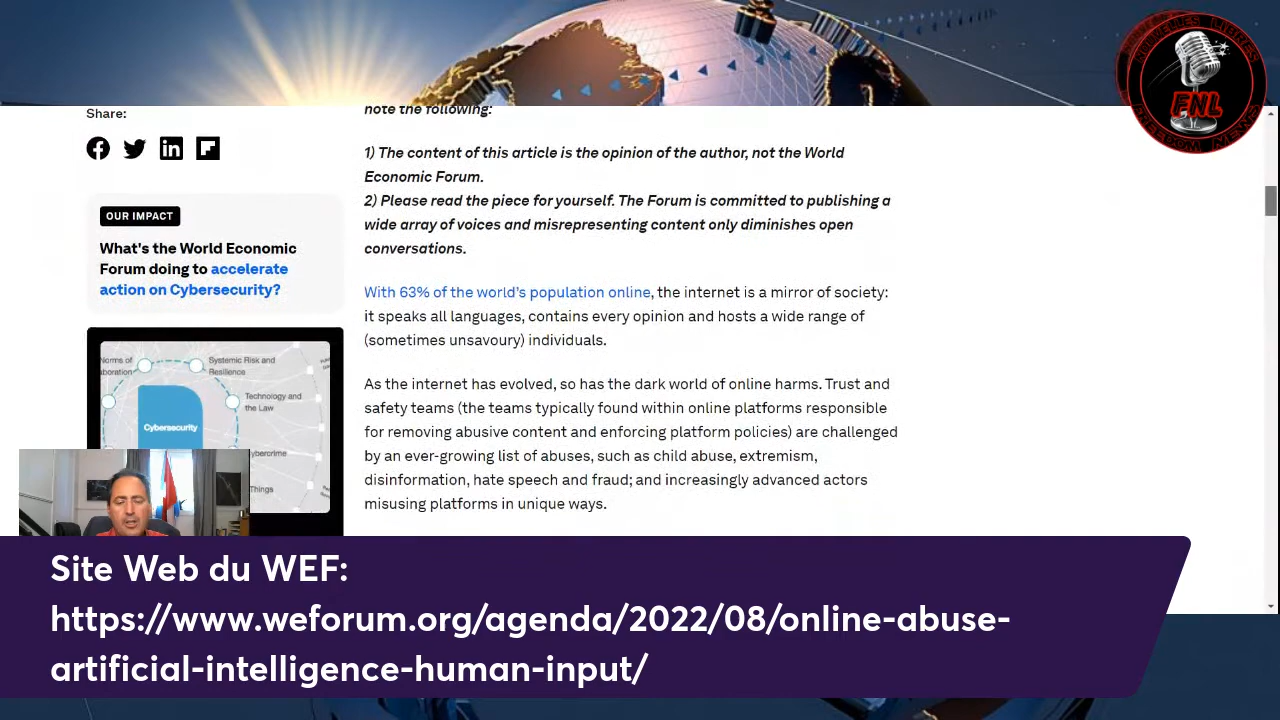 NOUVELLES LIBRES
FNL
FREEDOM NEWS
Share:
OUR IMPACT
What's the World Economic
Forum doing to accelerate
action on Cybersecurity?
Norms of
Systemic Risk and
Resilience
Technology and
the Law
Cybersecurity
ybercrime
Things
note the following:
1) The content of this article is the opinion of the author, not the World
Economic Forum.
2) Please read the piece for yourself. The Forum is committed to publishing a
wide array of voices and misrepresenting content only diminishes open
conversations.
With 63% of the world’s population online, the internet is a mirror of society:
it speaks all languages, contains every opinion and hosts a wide range of
(sometimes unsavoury) individuals.
As the internet has evolved, so has the dark world of online harms. Trust and
safety teams (the teams typically found within online platforms responsible
for removing abusive content and enforcing platform policies) are challenged
by an ever-growing list of abuses, such as child abuse, extremism,
disinformation, hate speech and fraud; and increasingly advanced actors
misusing platforms in unique ways.
Site Web du WEF:
https://www.weforum.org/agenda/2022/08/online-abuse-
artificial-intelligence-human-input/